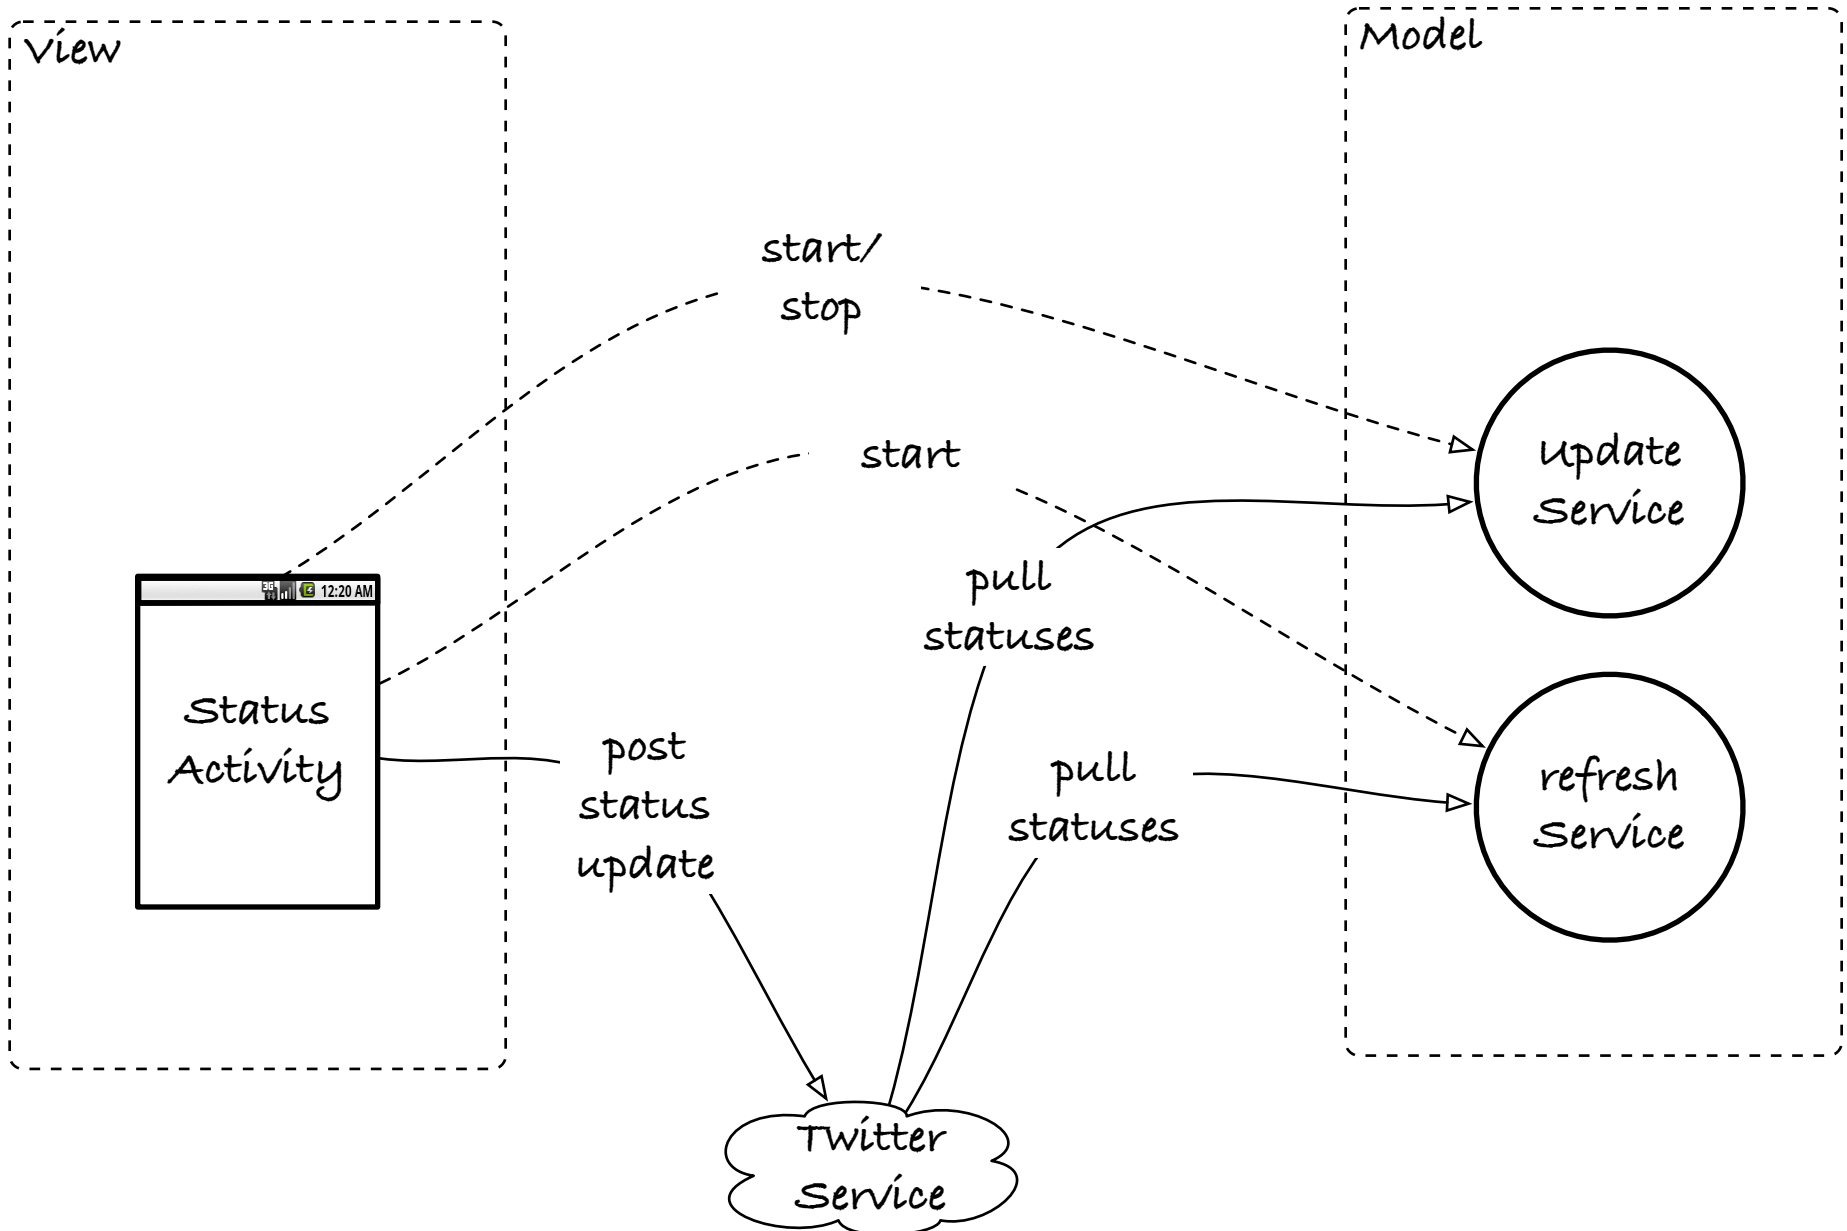 View
Model
start/
stop
start
Update
Service
pull
statuses
12:20 AM
Status
Activity
post
status
update
pull
statuses
refresh
Service
Twitter
Service